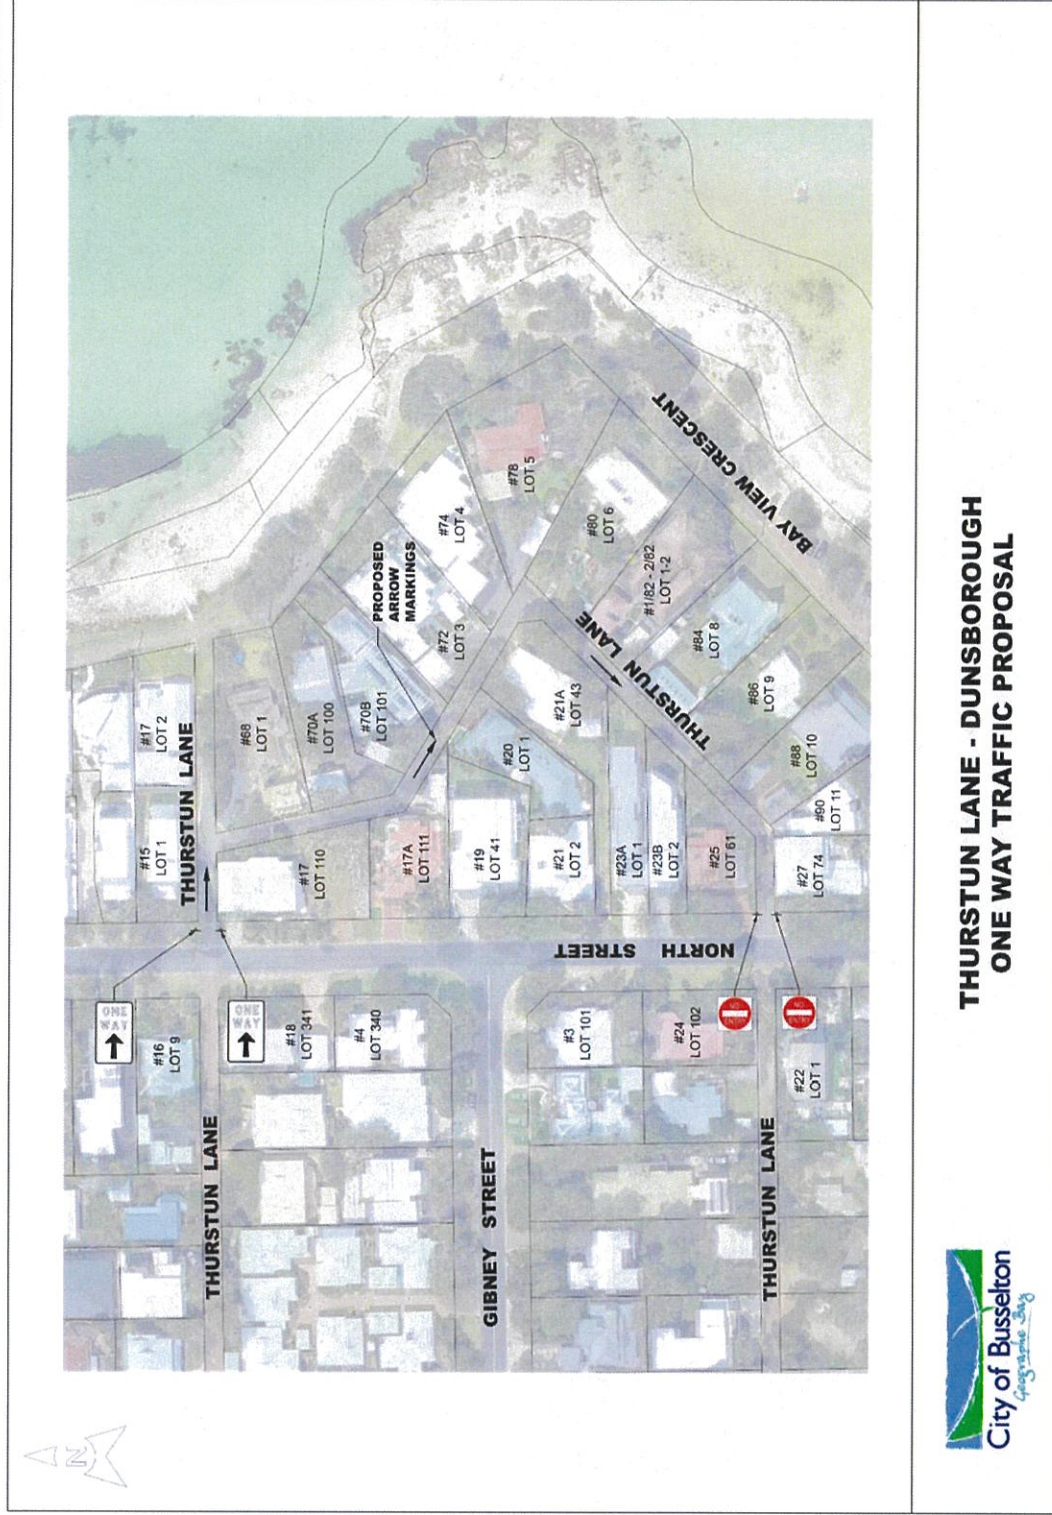 N
THURSTUN LANE
#16
LOT 9
ONE
WAY
#15
LOT 1
#17
LOT 2
THURSTUN LANE
ONE
WAY
#18
LOT 341
#4
LOT 340
#17
LOT 110
#68
LOT 1
#70A
LOT 100
#70B
LOT 101
PROPOSED
ARROW
MARKINGS
#17A
LOT 111
#72
LOT 3
#74
LOT 4
GIBNEY STREET
#19
LOT 41
#20
LOT 1
#78
LOT 5
#21
LOT 2
#21A
LOT 43
#80
LOT 6
#3
LOT 101
NORTH STREET
#23A
LOT 1
#23B
LOT 2
THURSTUN LANE
#1/82 - 2/82
LOT 1-2
BAY VIEW CRESCENT
#24
LOT 102
NO
ENTRY
#25
LOT 61
#84
LOT 8
#86
LOT 9
THURSTUN LANE
#22
LOT 1
NO
ENTRY
#27
LOT 74
#88
LOT 10
#90
LOT 11
City of Busselton
Geographe Bay
THURSTUN LANE - DUNSBOROUGH
ONE WAY TRAFFIC PROPOSAL